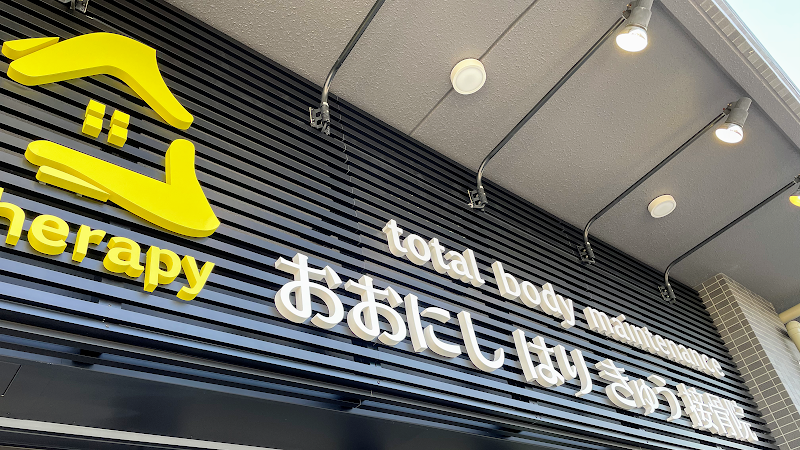 herapy
total body maintenance
おおにし はり きゅう 接骨院